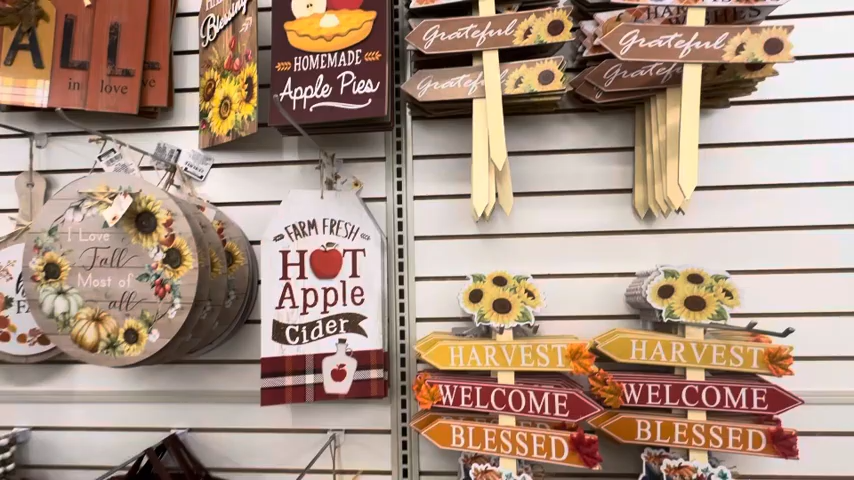 ALL
in love
ve
Blessing
HOMEMADE
Apple Pies
Grateful
Grateful
Grateful
Grateful
I Love
Fall
Most of
all
FARM FRESH
HOT
Apple
Cider
HARVEST
WELCOME
BLESSED
HARVEST
WELCOME
BLESSED